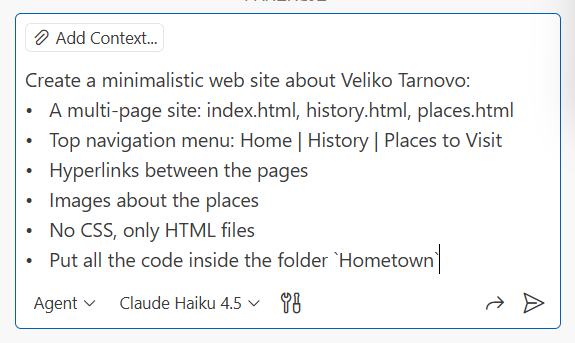 Add Context...
Create a minimalistic web site about Veliko Tarnovo:
• A multi-page site: index.html, history.html, places.html
• Top navigation menu: Home | History | Places to Visit
• Hyperlinks between the pages
• Images about the places
• No CSS, only HTML files
• Put all the code inside the folder `Hometown`
Agent Claude Haiku 4.5